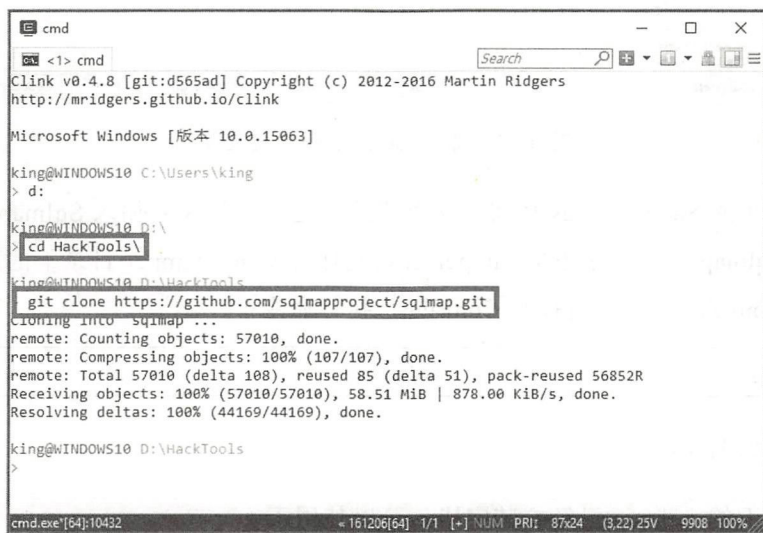 cmd
<1> cmd
Search
Clink v0.4.8 [git:d565ad] Copyright (c) 2012-2016 Martin Ridgers
http://mridgers.github.io/clink
Microsoft Windows [版本 10.0.15063]
king@WINDOWS10 C:\Users\king
> d:
king@WINDOWS10 D:\
> cd HackTools\
king@WINDOWS10 D:\HackTools
git clone https://github.com/sqlmapproject/sqlmap.git
Cloning into 'sqlmap'...
remote: Counting objects: 57010, done.
remote: Compressing objects: 100% (107/107), done.
remote: Total 57010 (delta 108), reused 85 (delta 51), pack-reused 56852R
Receiving objects: 100% (57010/57010), 58.51 MiB | 878.00 KiB/s, done.
Resolving deltas: 100% (44169/44169), done.
king@WINDOWS10 D:\HackTools
>
cmd.exe*[64]:10432 « 161206[64] 1/1 [+] NUM PRI: 87x24 (3,22) 25V 9908 100%